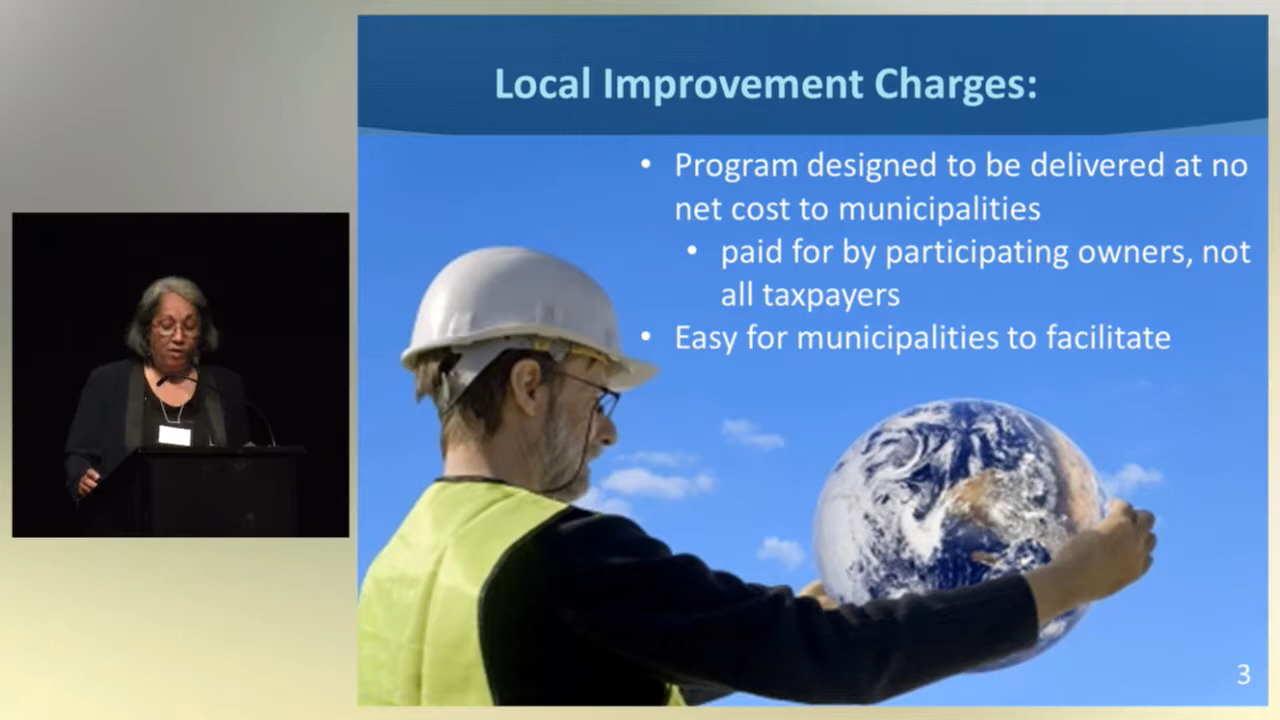 Local Improvement Charges:
• Program designed to be delivered at no
net cost to municipalities
• paid for by participating owners, not
all taxpayers
• Easy for municipalities to facilitate
3